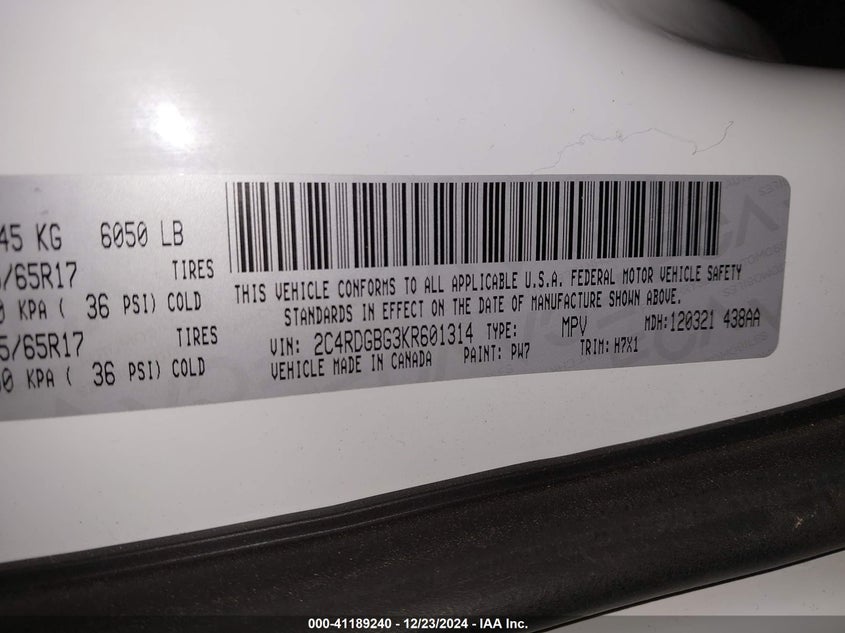 45 KG 6050 LB
/65R17 TIRES
0 KPA ( 36 PSI) COLD
5/65R17 TIRES
50 KPA ( 36 PSI) COLD
THIS VEHICLE CONFORMS TO ALL APPLICABLE U.S.A. FEDERAL MOTOR VEHICLE SAFETY
STANDARDS IN EFFECT ON THE DATE OF MANUFACTURE SHOWN ABOVE.
VIN: 2C4RDGBG3KR601314 TYPE: MPV MDH:120321 438AA
VEHICLE MADE IN CANADA PAINT: PW7 TRIM: H7X1
000-41189240 - 12/23/2024 - IAA Inc.